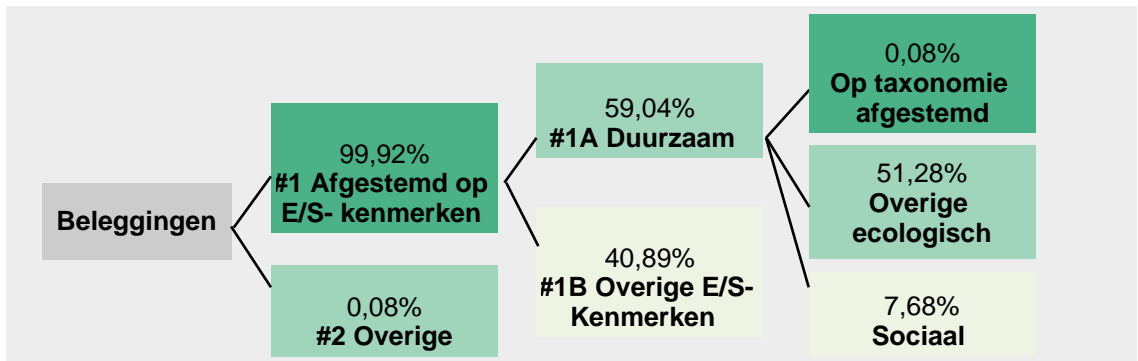 Beleggingen
99,92%
#1 Afgestemd op
E/S- kenmerken
0,08%
#2 Overige
59,04%
#1A Duurzaam
40,89%
#1B Overige E/S-
Kenmerken
0,08%
Op taxonomie
afgestemd
51,28%
Overige
ecologisch
7,68%
Sociaal